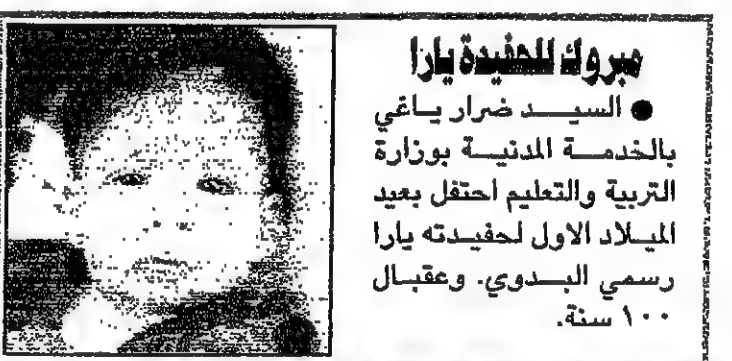 مبروك للحفيدة يارا
● السيد ضرار ياغي
بالخدمة المدنية بوزارة
التربية والتعليم احتفل بعيد
الميلاد الاول لحفيدته يارا
رسمي البدوي. وعقبال
١٠٠ سنة.